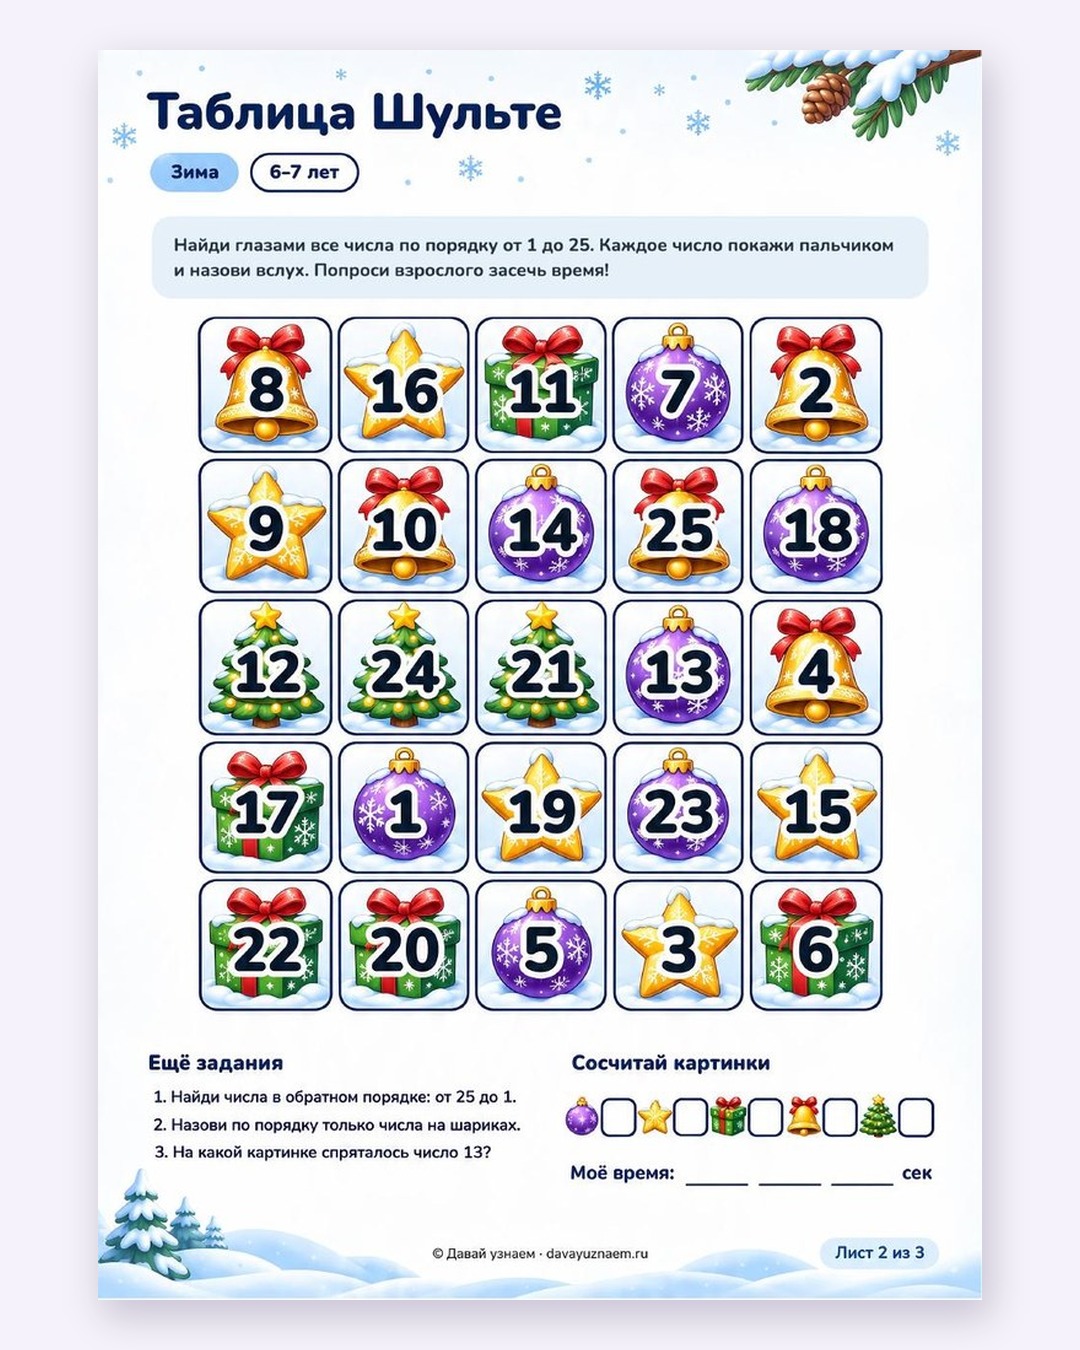 Таблица Шульте
Зима
6–7 лет
Найди глазами все числа по порядку от 1 до 25. Каждое число покажи пальчиком
и назови вслух. Попроси взрослого засечь время!
8 16 11 7 2
9 10 14 25 18
12 24 21 13 4
17 1 19 23 15
22 20 5 3 6
Ещё задания
1. Найди числа в обратном порядке: от 25 до 1.
2. Назови по порядку только числа на шариках.
3. На какой картинке спряталось число 13?
Сосчитай картинки
Моё время: ______ ______ ______ сек
© Давай узнаем · davayuznaem.ru
Лист 2 из 3